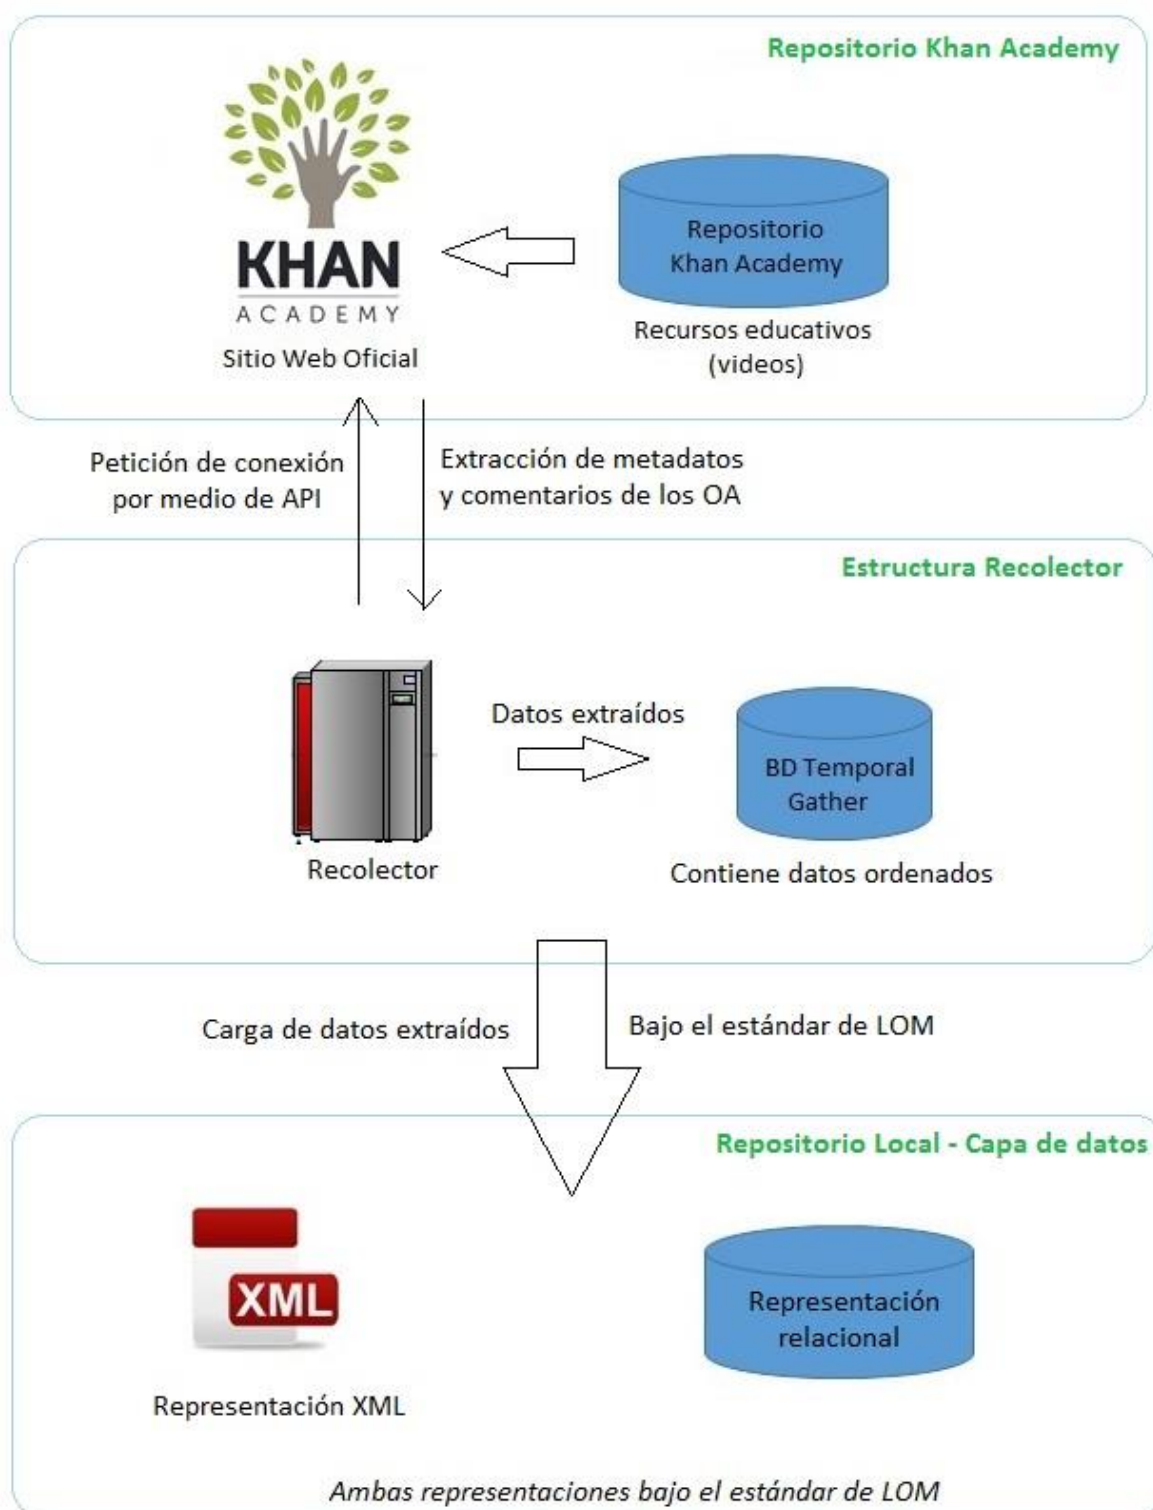 Repositorio Khan Academy
KHAN
ACADEMY
Sitio Web Oficial
Repositorio
Khan Academy
Recursos educativos
(videos)
Petición de conexión
por medio de API
Extracción de metadatos
y comentarios de los OA
Estructura Recolector
Recolector
Datos extraídos
BD Temporal
Gather
Contiene datos ordenados
Carga de datos extraídos
Bajo el estándar de LOM
Repositorio Local - Capa de datos
XML
Representación XML
Representación
relacional
Ambas representaciones bajo el estándar de LOM